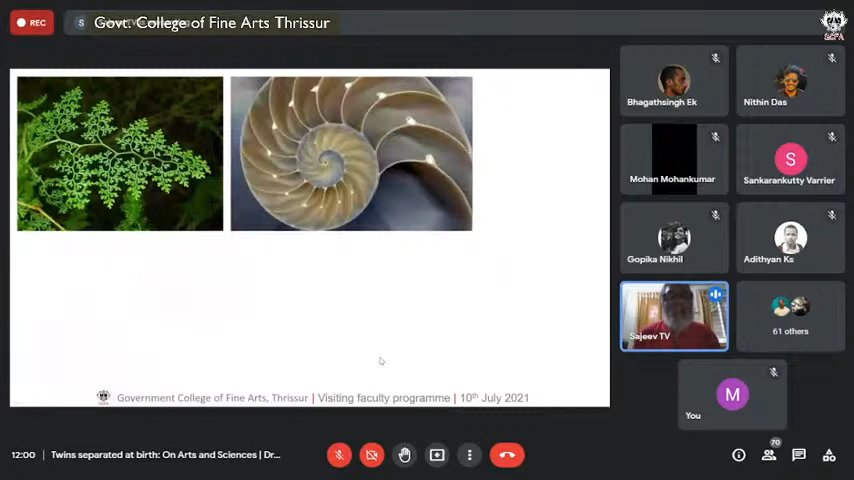 REC
S
Govt. College of Fine Arts Thrissur
SCFA
Bhagathsingh Ek
Nithin Das
Mohan Mohankumar
S
Sankarankutty Varrier
Gopika Nikhil
Adithyan Ks
Sajeev TV
61 others
M
You
Government College of Fine Arts, Thrissur | Visiting faculty programme | 10th July 2021
12:00 Twins separated at birth: On Arts and Sciences | Dr...
70